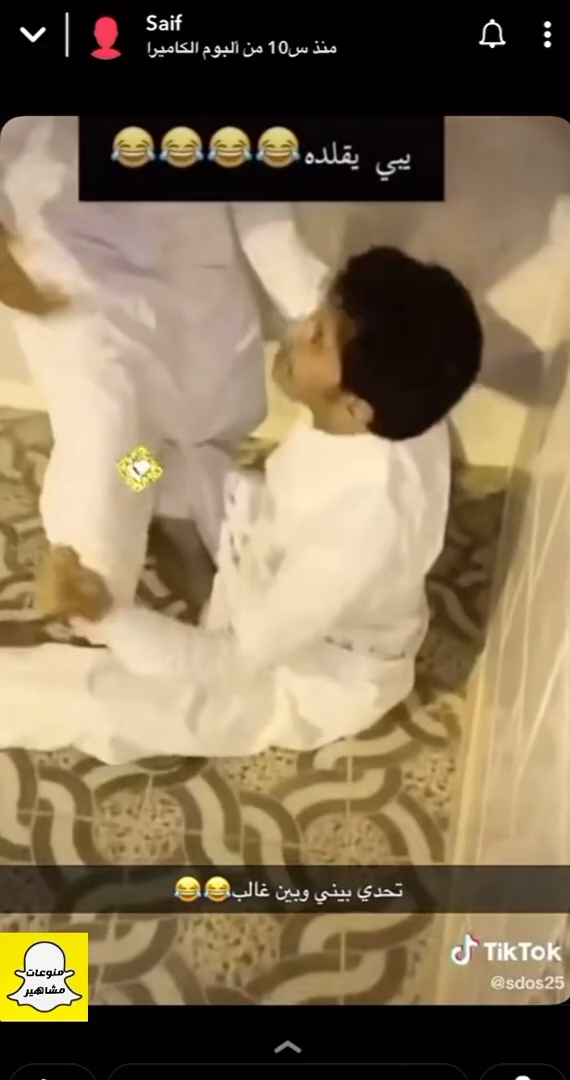 Saif
منذ س10 من ألبوم الكاميرا
يبي يقلده😂😂😂😂
تحدي بيني وبين غالب😂😂
TikTok
@sdos25
منوعات
مشاهير